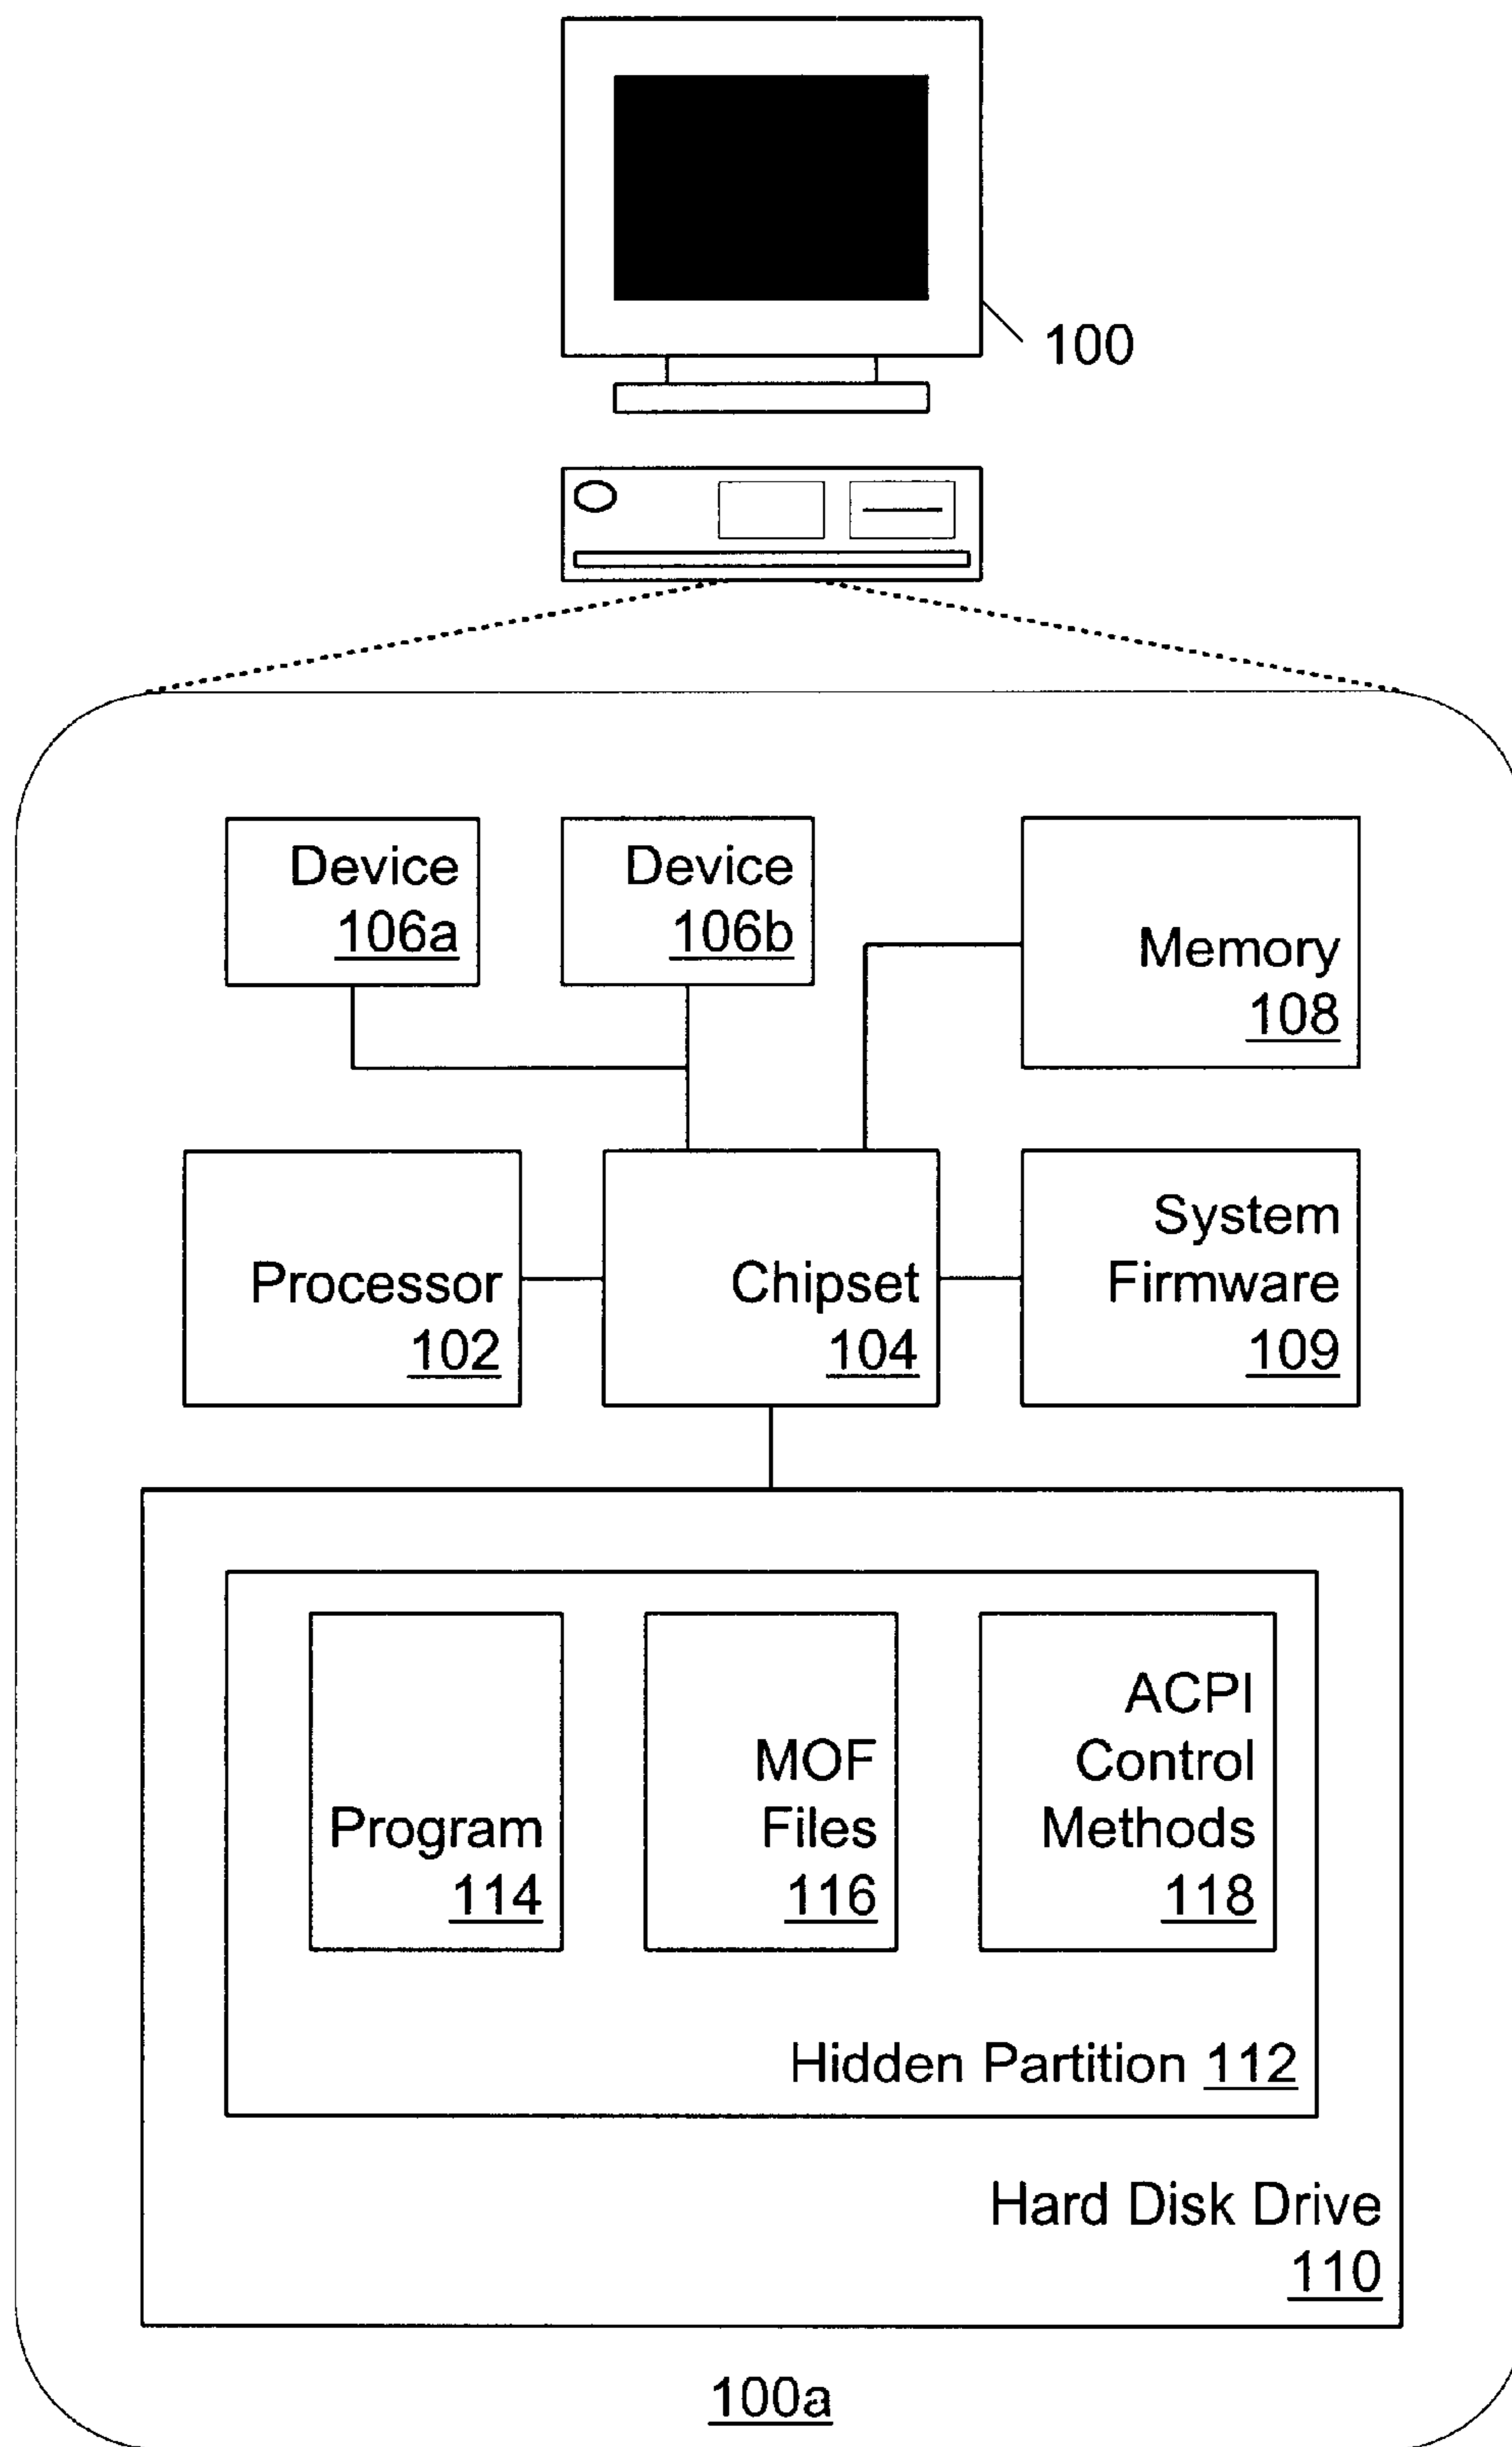 100
Device
106a
Device
106b
Memory
108
Processor
102
Chipset
104
System
Firmware
109
Program
114
MOF
Files
116
ACPI
Control
Methods
118
Hidden Partition 112
Hard Disk Drive
110
100a